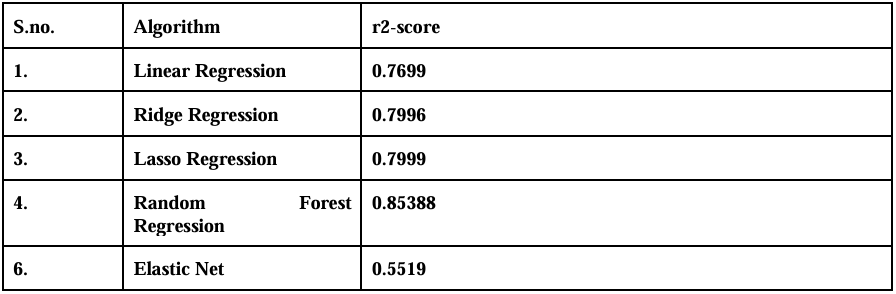 S.no. Algorithm r2-score
1. Linear Regression 0.7699
2. Ridge Regression 0.7996
3. Lasso Regression 0.7999
4. Random Forest 0.85388
Regression
6. Elastic Net 0.5519